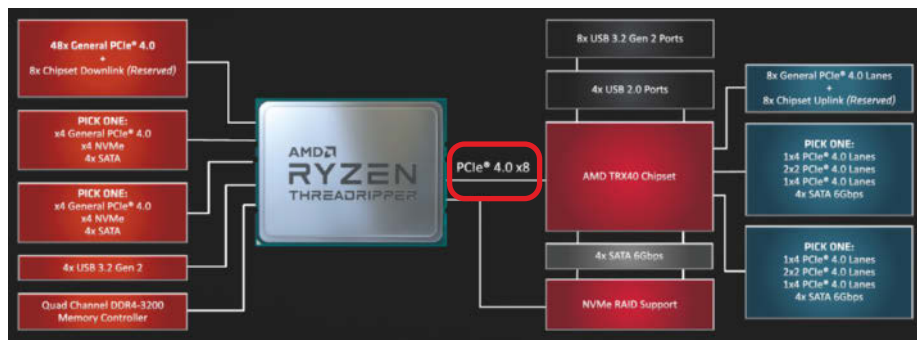 48x General PCIe® 4.0
+
8x Chipset Downlink (Reserved)
PICK ONE:
x4 General PCIe® 4.0
x4 NVMe
4x SATA
PICK ONE:
x4 General PCIe® 4.0
x4 NVMe
4x SATA
4x USB 3.2 Gen 2
Quad Channel DDR4-3200
Memory Controller
AMD
RYZEN
THREADRIPPER
PCIe® 4.0 x8
8x USB 3.2 Gen 2 Ports
4x USB 2.0 Ports
AMD TRX40 Chipset
4x SATA 6Gbps
NVMe RAID Support
8x General PCIe® 4.0 Lanes
+
8x Chipset Uplink (Reserved)
PICK ONE:
1x4 PCIe® 4.0 Lanes
2x2 PCIe® 4.0 Lanes
1x4 PCIe® 4.0 Lanes
4x SATA 6Gbps
PICK ONE:
1x4 PCIe® 4.0 Lanes
2x2 PCIe® 4.0 Lanes
1x4 PCIe® 4.0 Lanes
4x SATA 6Gbps